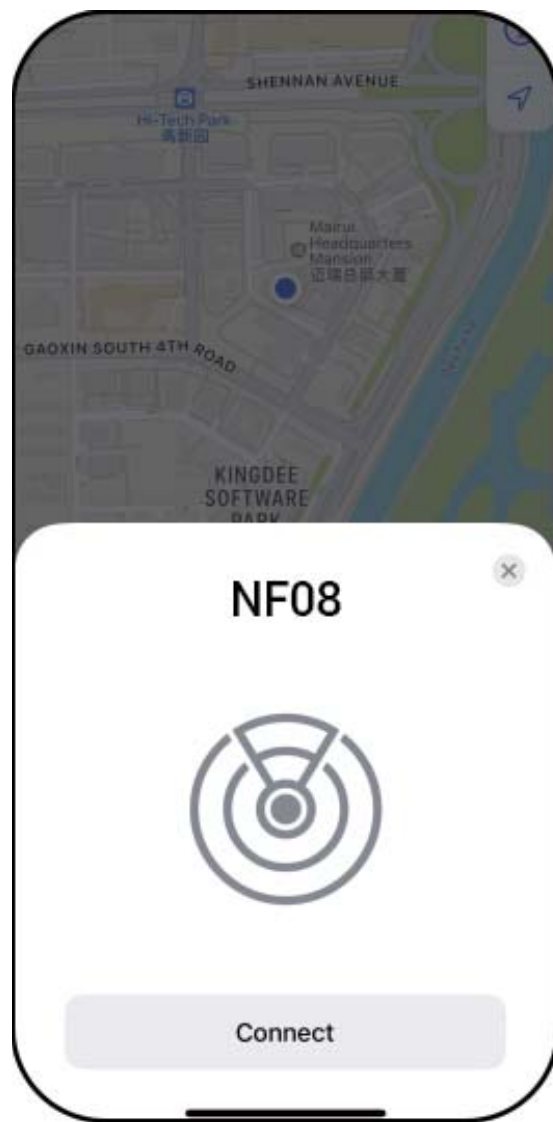 SHENNAN AVENUE
Hi-Tech Park
高新园
Mairui
Headquarters
Mansion
迈瑞总部大厦
GAOXIN SOUTH 4TH ROAD
KINGDEE
SOFTWARE
PARK
NF08
Connect